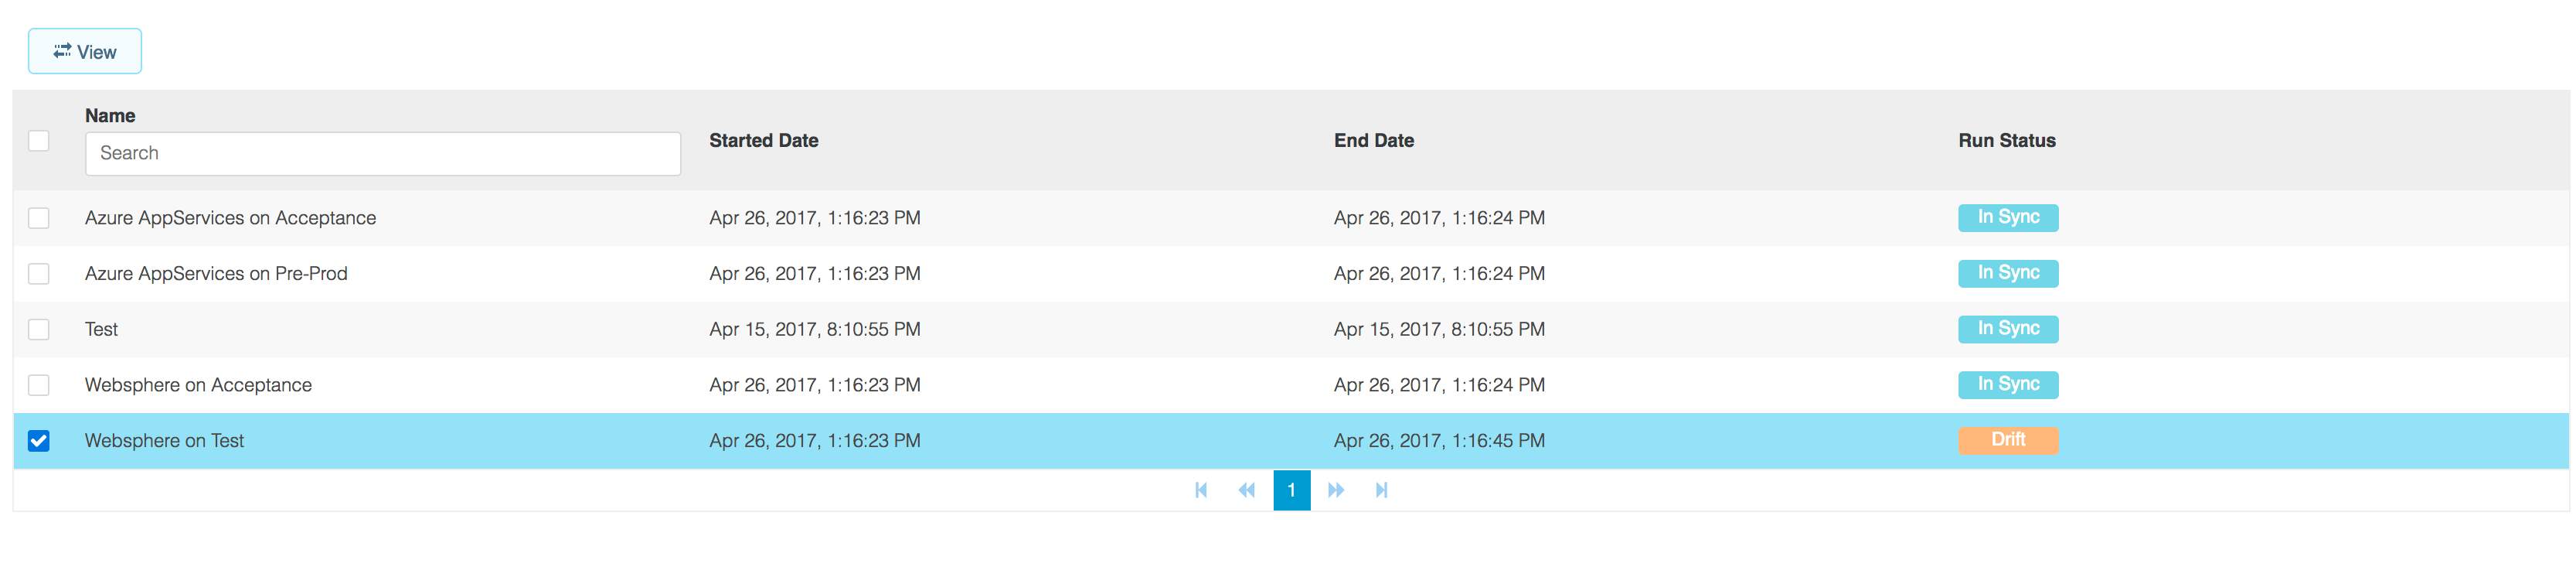 View
Name
Search
Started Date
End Date
Run Status
Azure AppServices on Acceptance Apr 26, 2017, 1:16:23 PM Apr 26, 2017, 1:16:24 PM In Sync
Azure AppServices on Pre-Prod Apr 26, 2017, 1:16:23 PM Apr 26, 2017, 1:16:24 PM In Sync
Test Apr 15, 2017, 8:10:55 PM Apr 15, 2017, 8:10:55 PM In Sync
Websphere on Acceptance Apr 26, 2017, 1:16:23 PM Apr 26, 2017, 1:16:24 PM In Sync
Websphere on Test Apr 26, 2017, 1:16:23 PM Apr 26, 2017, 1:16:45 PM Drift
1